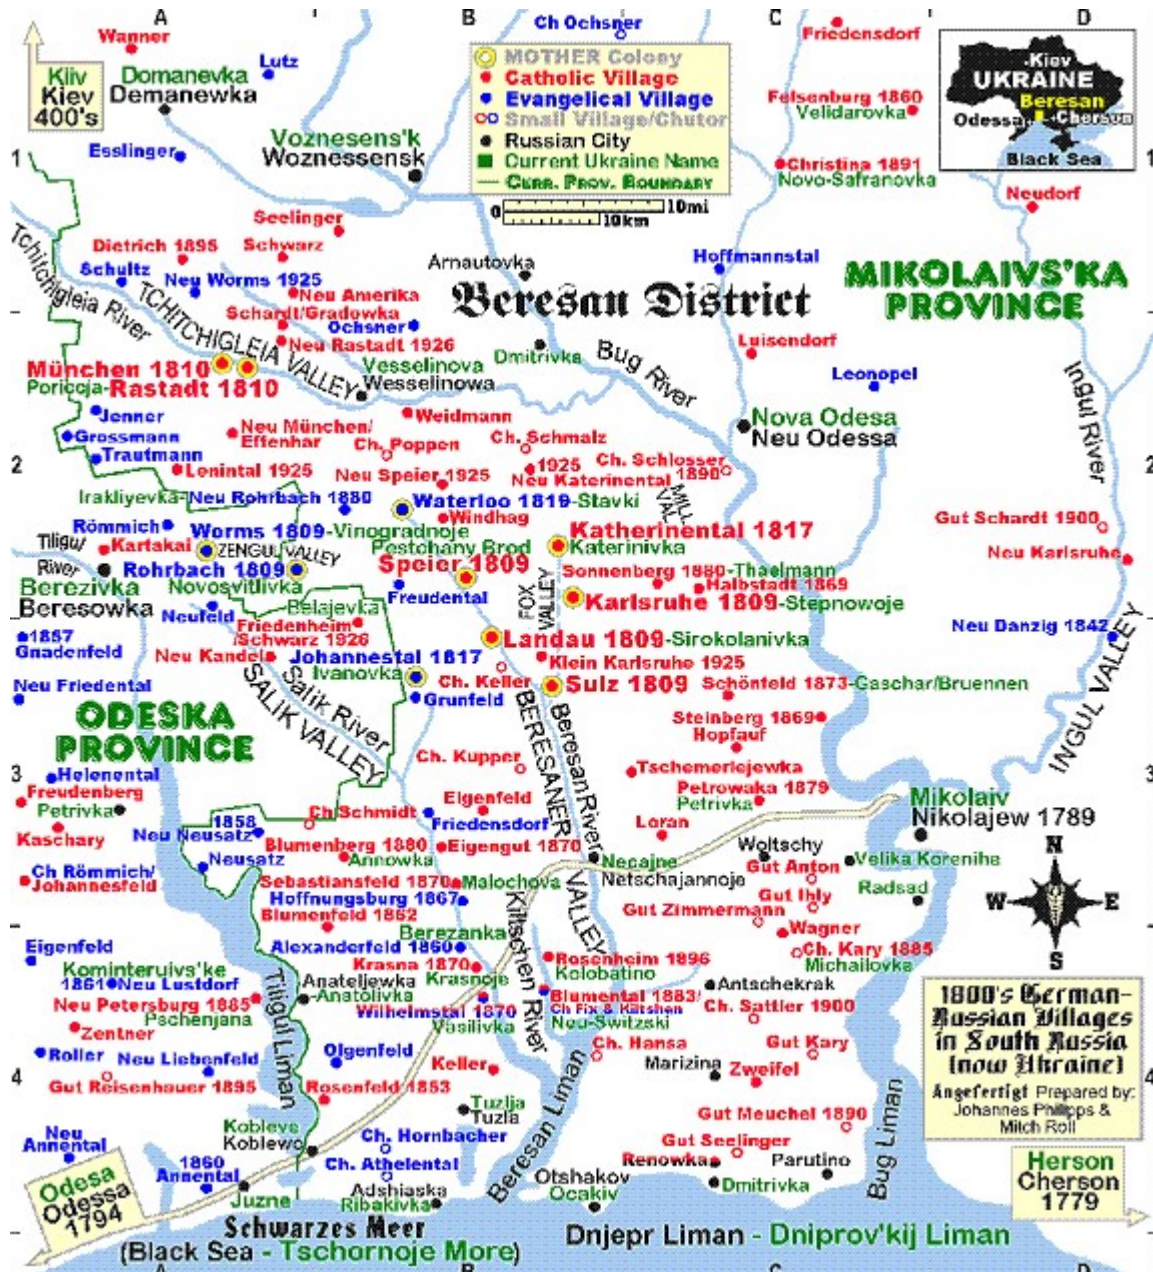 A
B
C
D
Wanner
Ch Ochsner
Friedensdorf
Kiiv
Kiev
400's
Domanevka
Demanewka
Lutz
MOTHER Colony
Catholic Village
Evangelical Village
Small Village/Chutor
Russian City
Current Ukraine Name
CURR. PROV. BOUNDARY
0 10mi
10km
Kiev
UKRAINE
Beresan
Odessa
Cherson
Black Sea
Felsenburg 1860
Velidarovka
Voznesens'k
Woznessensk
Esslinger
1
1
Christina 1891
Novo-Safranovka
Neudorf
Seelinger
Schwarz
Dietrich 1895
Schultz
Neu Worms 1925
Tchitchigleia River
TCHITCHIGLEIA VALLEY
Neu Amerika
Schardt/Gradowka
Ochsner
Neu Rastadt 1926
Arnautovka
Hoffmannstal
Beresan District
MIKOLAIVS'KA
PROVINCE
Dmitrivka
Bug River
Luisendorf
Leonopel
Ingul River
München 1810
Poriccja-Rastadt 1810
Vesselinova
Wesselinowa
Jenner
Grossmann
Trautmann
Neu München/
Effenhar
Weidmann
Ch. Poppen
Ch. Schmalz
Nova Odesa
Neu Odessa
2
2
Lenintal 1925
Neu Speier 1925
1925
Neu Katerinental
Ch. Schlosser
1890
MILL
VAL
Irakliyevka-Neu Rohrbach 1880
Waterloo 1819-Stavki
Windhag
Gut Schardt 1900
Römmich
Worms 1809-Vinogradnoje
Katherinental 1817
Katerinivka
Neu Karlsruhe
Tiligul
River
Kartakai
ZENGUL VALLEY
Pestchany Brod
Speier 1809
Rohrbach 1809
Novosvitlivka
Berezivka
Beresowka
Freudental
FOX
VALLEY
Sonnenberg 1880-Thaelmann
Halbstadt 1869
Karlsruhe 1809-Stepnowoje
Neufeld
Belajevka
Friedenheim
/Schwarz 1926
Neu Danzig 1842
1857
Gnadenfeld
Neu Kandel
Johannestal 1817
Ivanovka
Landau 1809-Sirokolanivka
Klein Karlsruhe 1925
Ch. Keller
Sulz 1809
Schönfeld 1873-Gaschar/Bruennen
Neu Friedental
Salik River
SALIK VALLEY
Grunfeld
BERESANER VALLEY
Beresan River
INGUL VALLEY
ODESKA
PROVINCE
Steinberg 1869
Hopfauf
Ch. Kupper
Tschemerlejewka
3
3
Helenental
Freudenberg
Petrivka
Kaschary
Ch Schmidt
Eigenfeld
Friedensdorf
Petrowaka 1879
Petrivka
Loran
Mikolaiv
Nikolajew 1789
1858
Neu Neusatz
Neusatz
Blumenberg 1880
Annowka
Eigengut 1870
Necajne
Netschajannoje
Woltschy
Velika Koreniha
Ch Römmich/
Johannesfeld
Sebastiansfeld 1870
Malochova
Hoffnungsburg 1867
Blumenfeld 1862
Gut Anton
Gut Ihly
Gut Zimmermann
Wagner
Radsad
N
W E
S
Kiltschen River
Berezanka
Alexanderfeld 1860
Eigenfeld
Kominteruivs'ke
1861 Neu Lustdorf
Neu Petersburg 1885
Pschenjana
Zentner
Tiligul Liman
Krasna 1870
Krasnoje
Anateljewka
Anatolivka
Wilhelmstal 1870
Vasilivka
Rosenheim 1896
Kolobatino
Blumental 1883/
Ch Fix & Kätshen
Neu-Switzski
Ch. Hansa
Ch. Kary 1885
Michailovka
Antschekrak
Ch. Sattler 1900
1800's German-
Russian Villages
in South Russia
(now Ukraine)
Angefertigt Prepared by:
Johannes Philipps &
Mitch Roll
Roller
Neu Liebenfeld
Olgenfeld
Gut Reisenhauer 1895
Rosenfeld 1853
Keller
Beresan Liman
Marizina
Gut Kary
Zweifel
Bug Liman
4
4
Tuzlja
Tuzla
Gut Meuchel 1890
Kobleve
Koblewo
Neu
Annental
Ch. Hornbacher
Ch. Athelental
Gut Seelinger
Renowka
Dmitrivka
Parutino
1860
Annental
Juzne
Adshiaska
Ribakivka
Otshakov
Ocakiv
Odesa
Odessa
1794
Herson
Cherson
1779
Schwarzes Meer
(Black Sea - Tschornoje More)
Dnjepr Liman - Dniprov'kij Liman
A
B
C
D